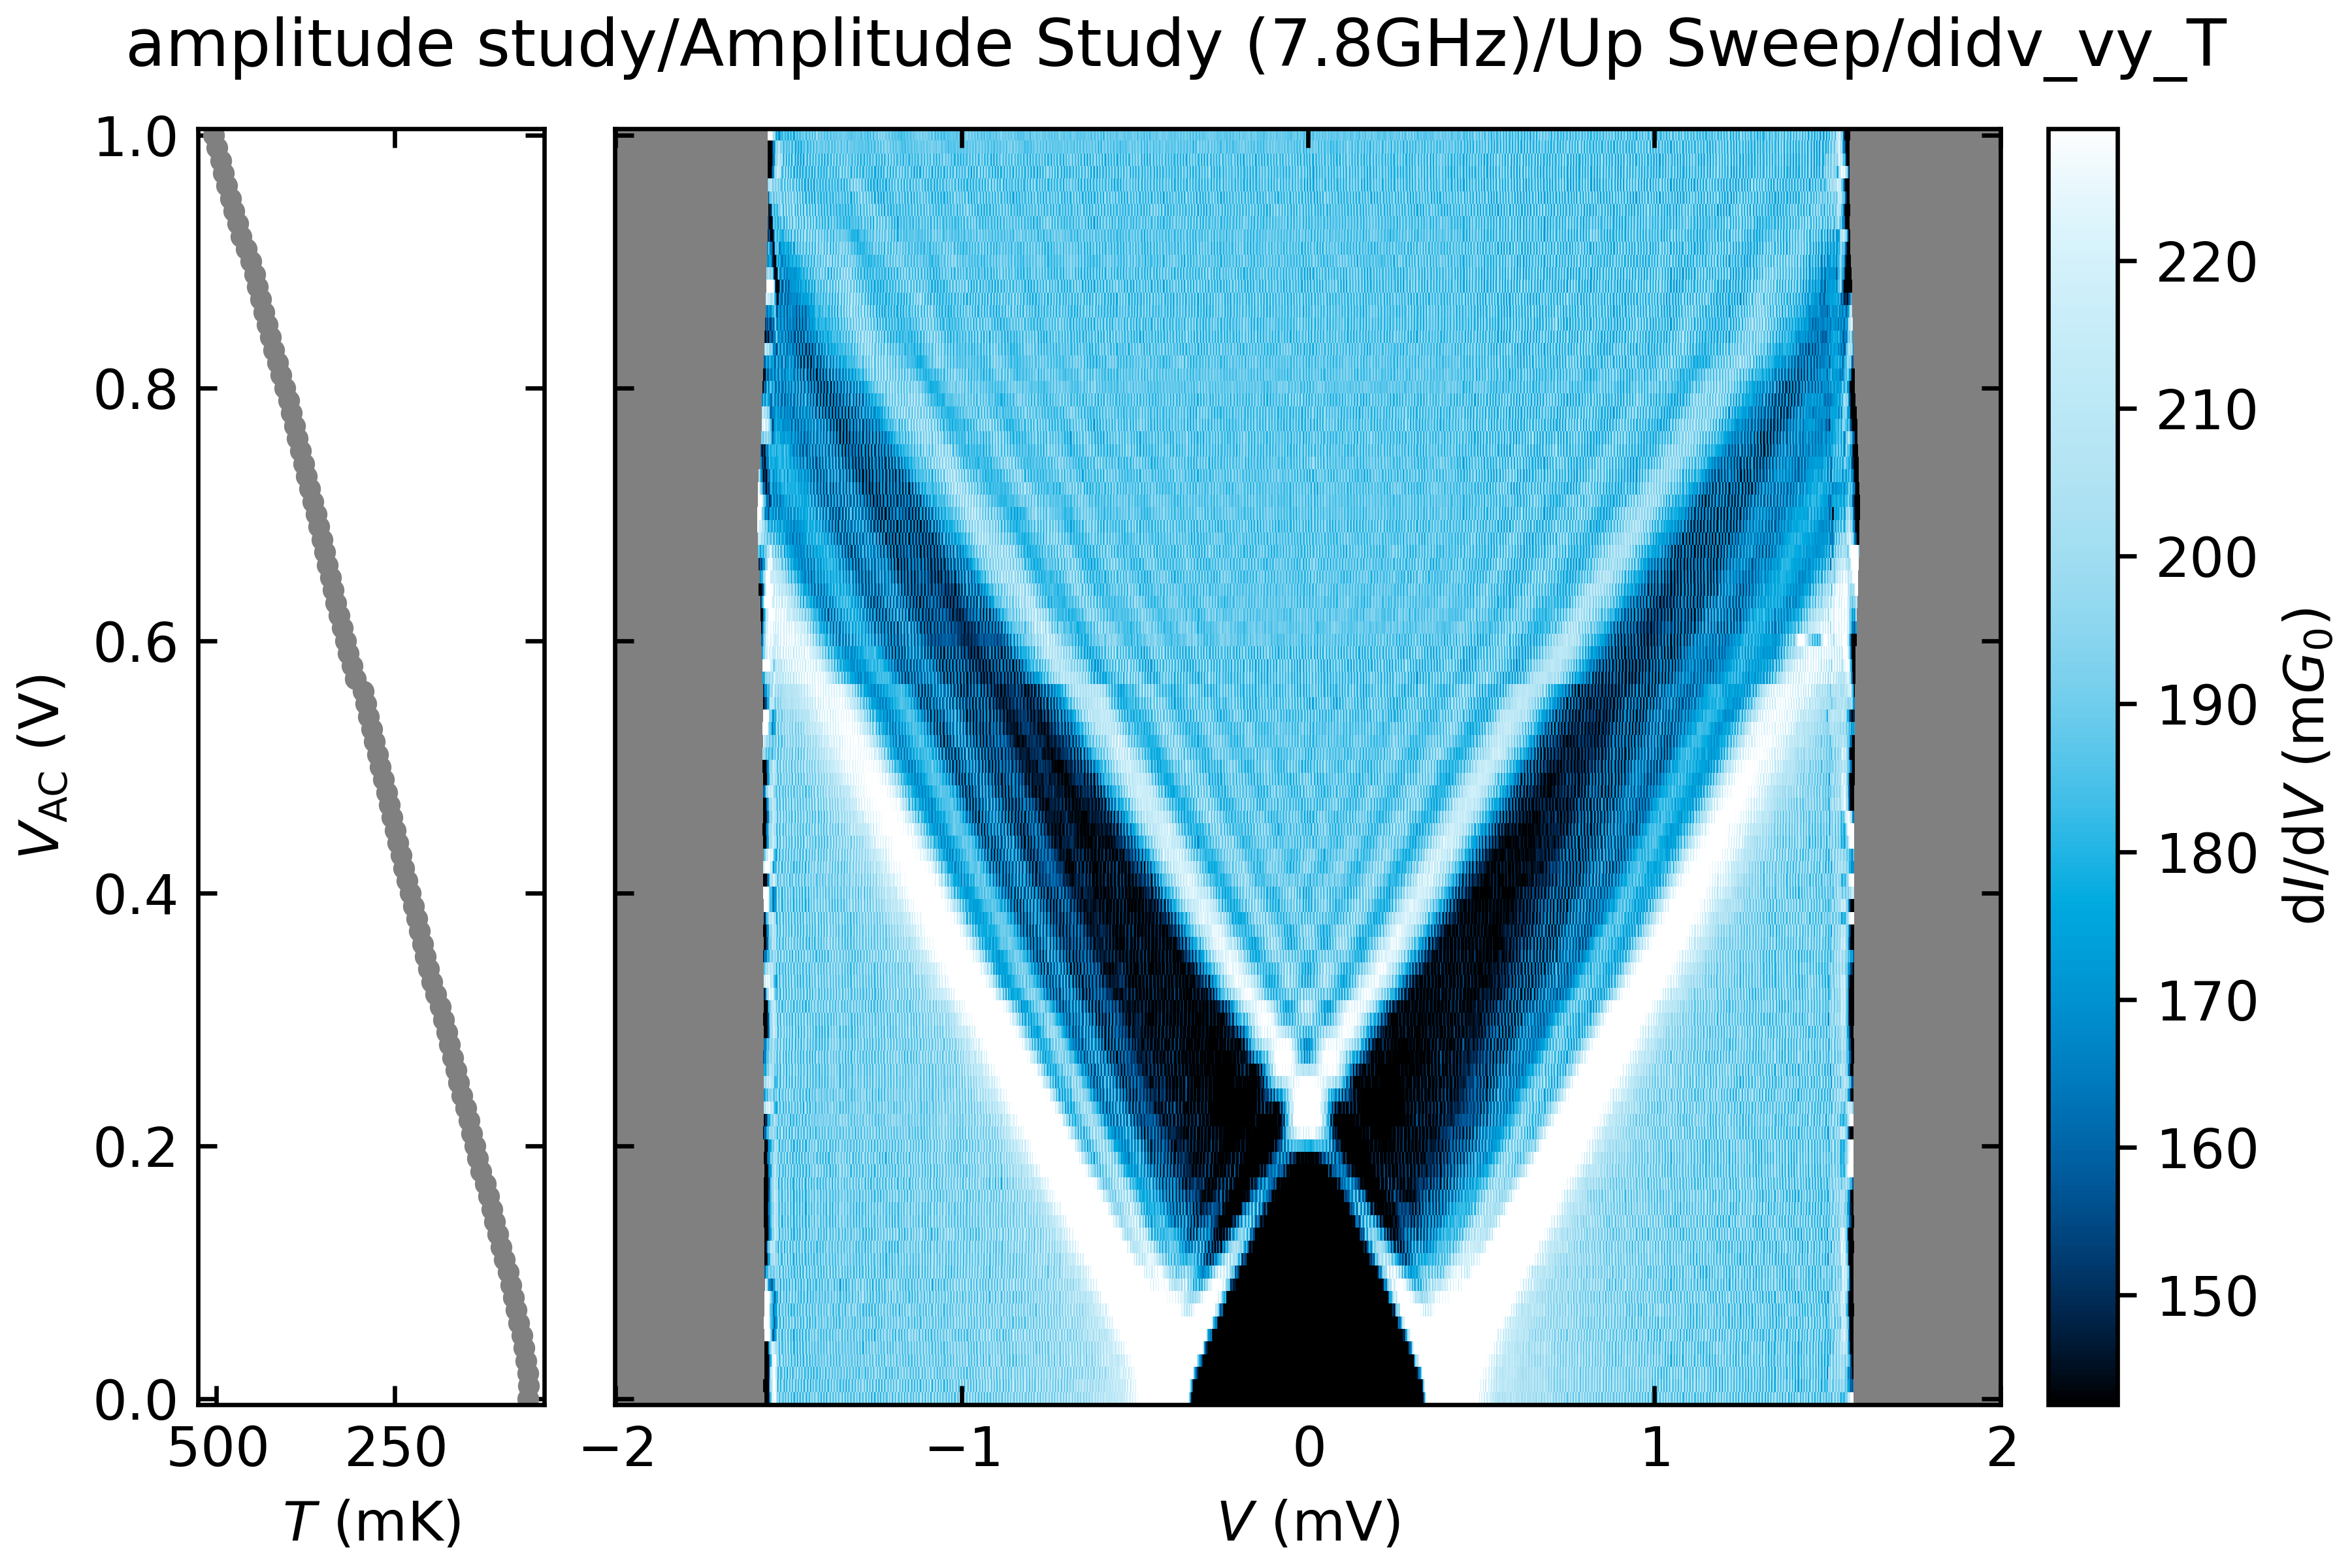 amplitude study/Amplitude Study (7.8GHz)/Up Sweep/didv_vy_T
1.0
0.8
0.6
0.4
0.2
0.0
V_AC (V)
500 250
T (mK)
−2 −1 0 1 2
V (mV)
220
210
200
190
180
170
160
150
dI/dV (mG₀)